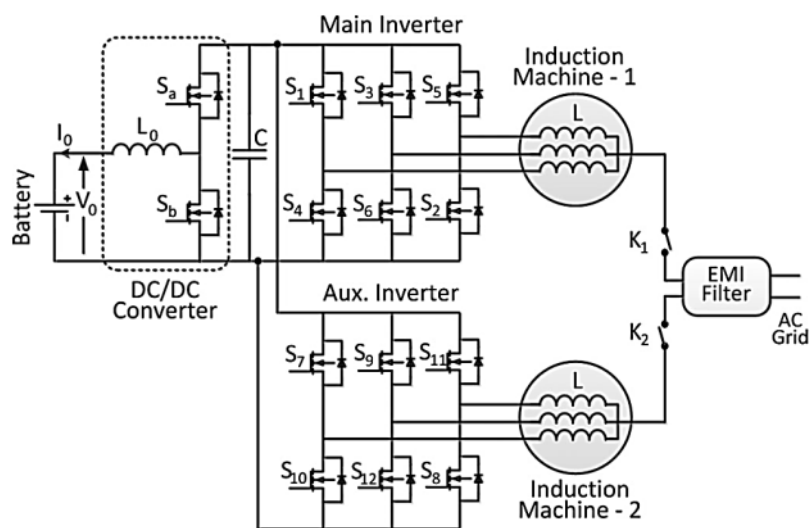 Main Inverter
Induction
Machine - 1
Sa
S1
S3
S5
L
I0
L0
C
Battery
+
-
V0
Sb
S4
S6
S2
K1
DC/DC
Converter
Aux. Inverter
EMI
Filter
AC
Grid
K2
S7
S9
S11
L
S10
S12
S8
Induction
Machine - 2